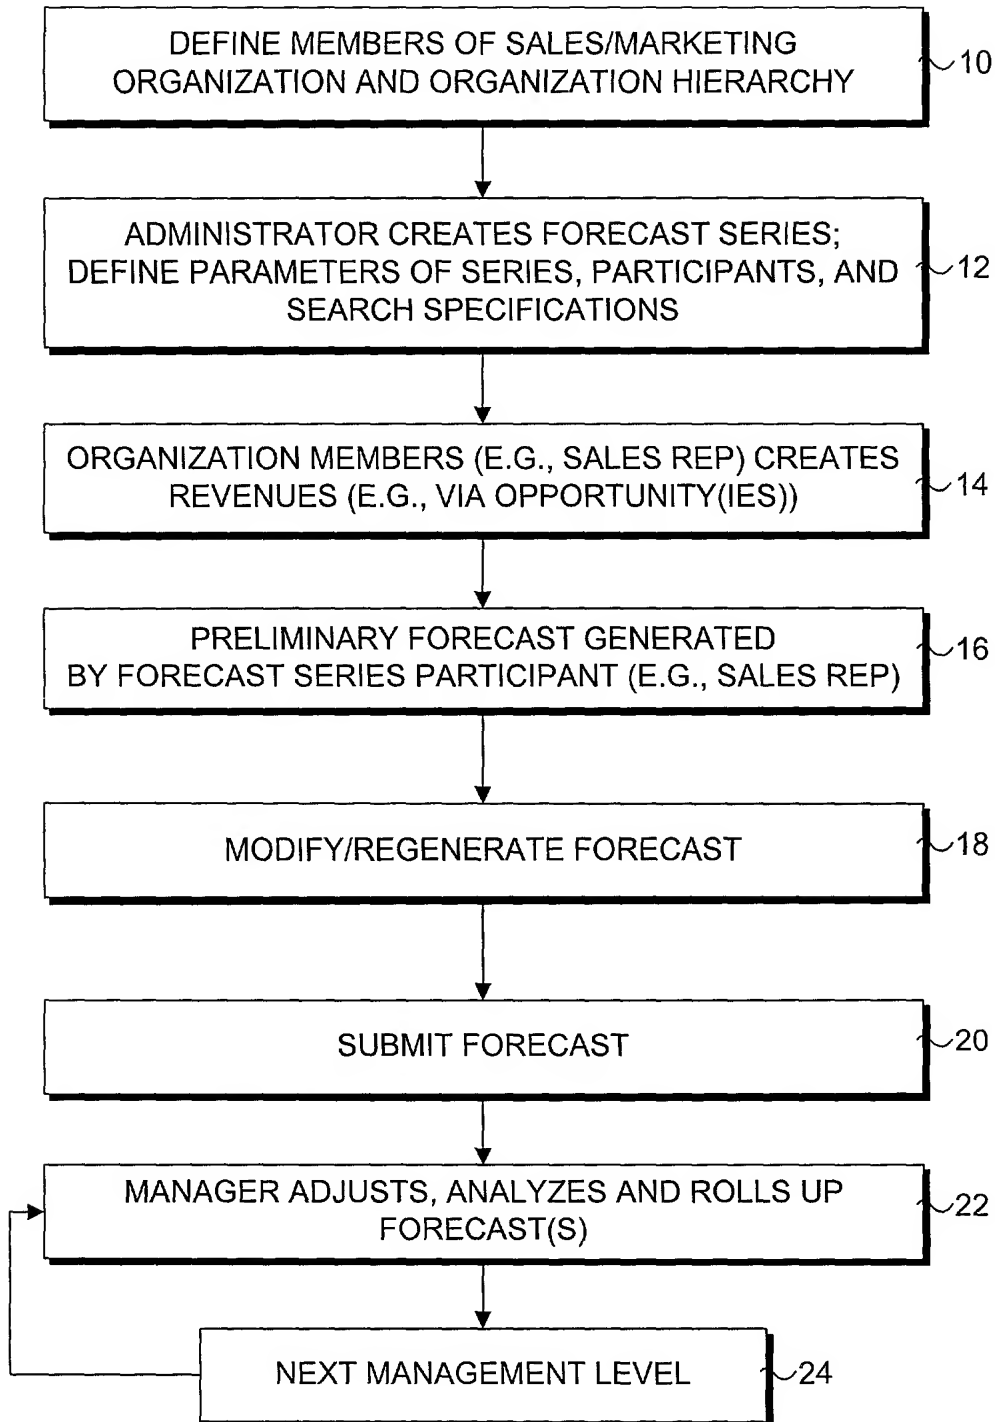 DEFINE MEMBERS OF SALES/MARKETING
ORGANIZATION AND ORGANIZATION HIERARCHY
10
ADMINISTRATOR CREATES FORECAST SERIES;
DEFINE PARAMETERS OF SERIES, PARTICIPANTS, AND
SEARCH SPECIFICATIONS
12
ORGANIZATION MEMBERS (E.G., SALES REP) CREATES
REVENUES (E.G., VIA OPPORTUNITY(IES))
14
PRELIMINARY FORECAST GENERATED
BY FORECAST SERIES PARTICIPANT (E.G., SALES REP)
16
MODIFY/REGENERATE FORECAST
18
SUBMIT FORECAST
20
MANAGER ADJUSTS, ANALYZES AND ROLLS UP
FORECAST(S)
22
NEXT MANAGEMENT LEVEL
24